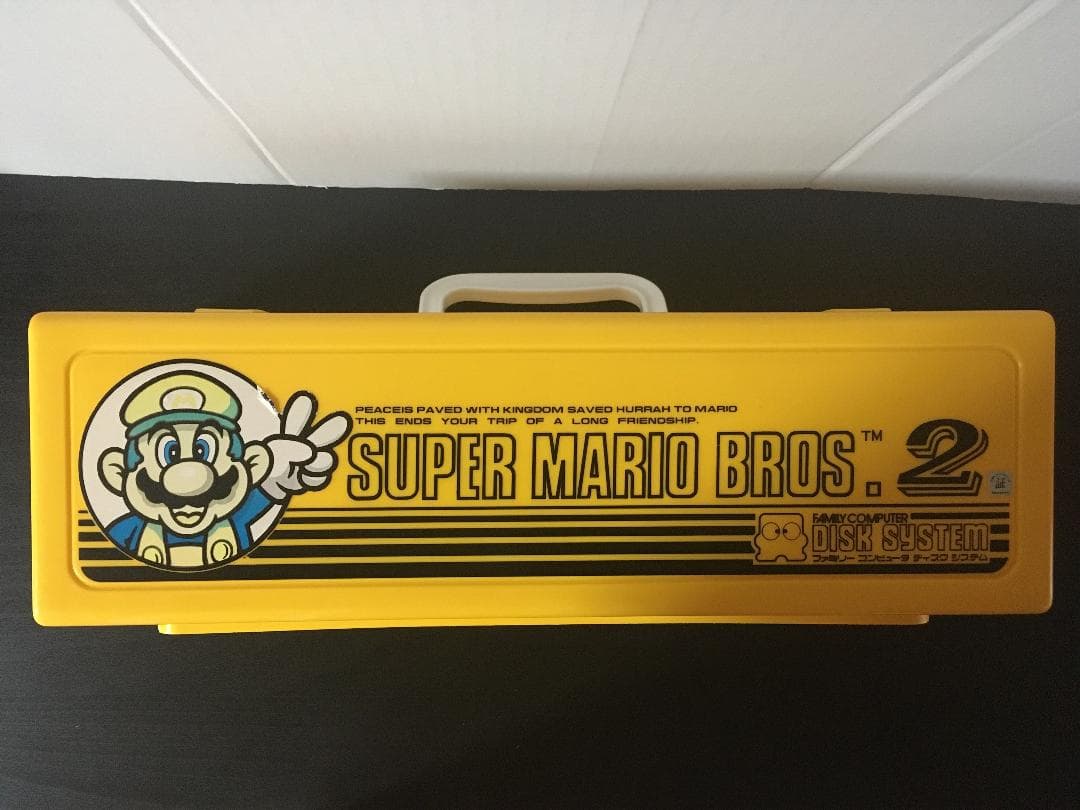 PEACEIS PAVED WITH KINGDOM SAVED HURRAH TO MARIO
THIS ENDS YOUR TRIP OF A LONG FRIENDSHIP.
SUPER MARIO BROS.™ 2
M
FAMILY COMPUTER
DISK SYSTEM
ファミリー コンピュータ ディスク システム